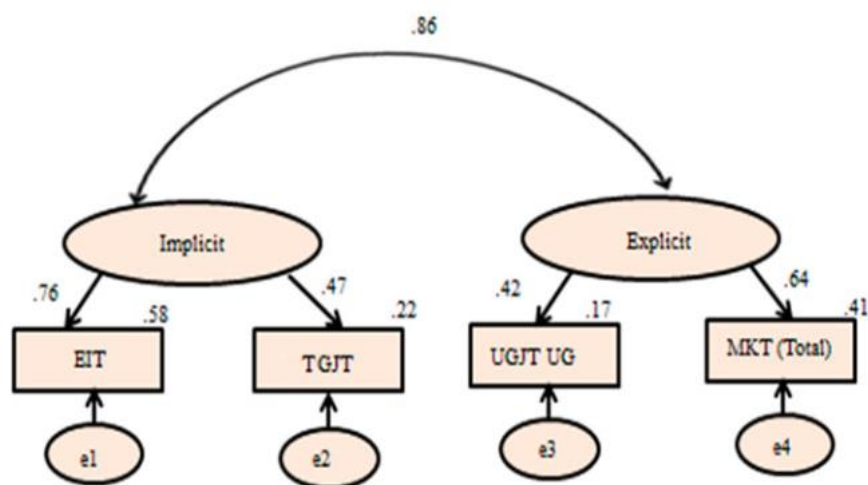 .86
Implicit
Explicit
.76
.47
.42
.64
.58
.22
.17
.41
EIT
TGJT
UGJT UG
MKT (Total)
e1
e2
e3
e4